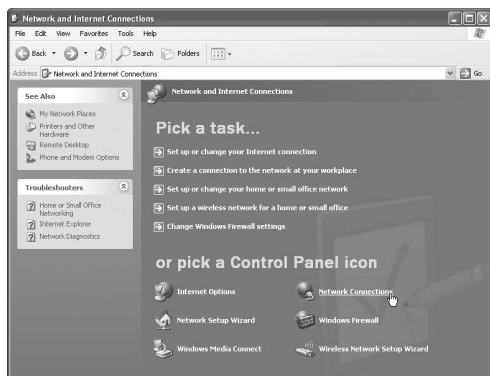 Network and Internet Connections
File Edit View Favorites Tools Help
Back Search Folders
Address Network and Internet Connections Go
See Also
My Network Places
Printers and Other
Hardware
Remote Desktop
Phone and Modem Options
Troubleshooters
Home or Small Office
Networking
Internet Explorer
Network Diagnostics
Network and Internet Connections
Pick a task...
Set up or change your Internet connection
Create a connection to the network at your workplace
Set up or change your home or small office network
Set up a wireless network for a home or small office
Change Windows Firewall settings
or pick a Control Panel icon
Internet Options Network Connections
Network Setup Wizard Windows Firewall
Windows Media Connect Wireless Network Setup Wizard